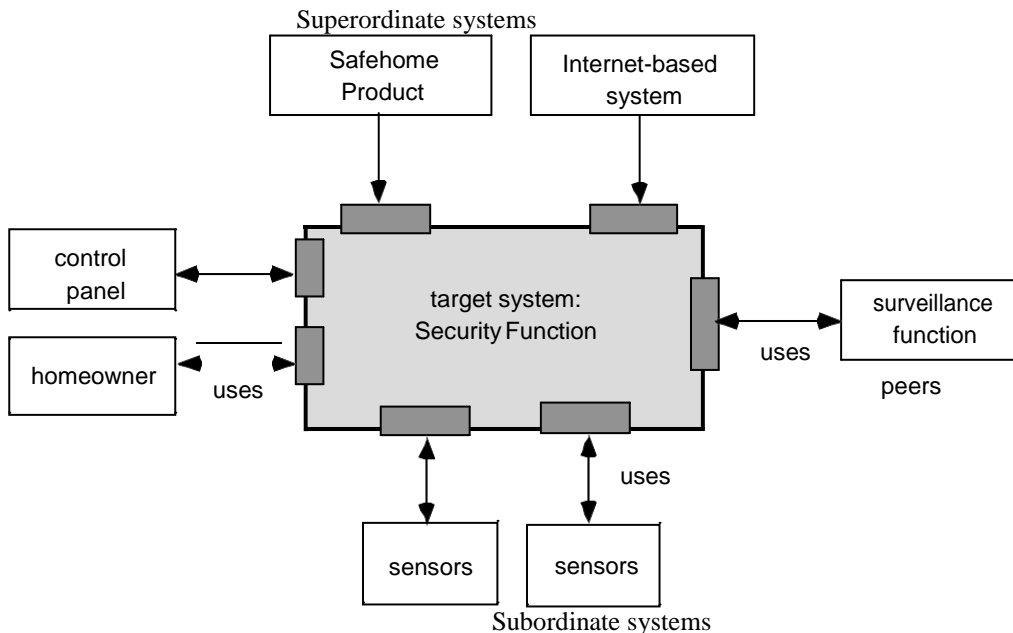 Superordinate systems
Safehome
Product
Internet-based
system
control
panel
target system:
Security Function
surveillance
function
homeowner
uses
uses
peers
uses
sensors
sensors
Subordinate systems